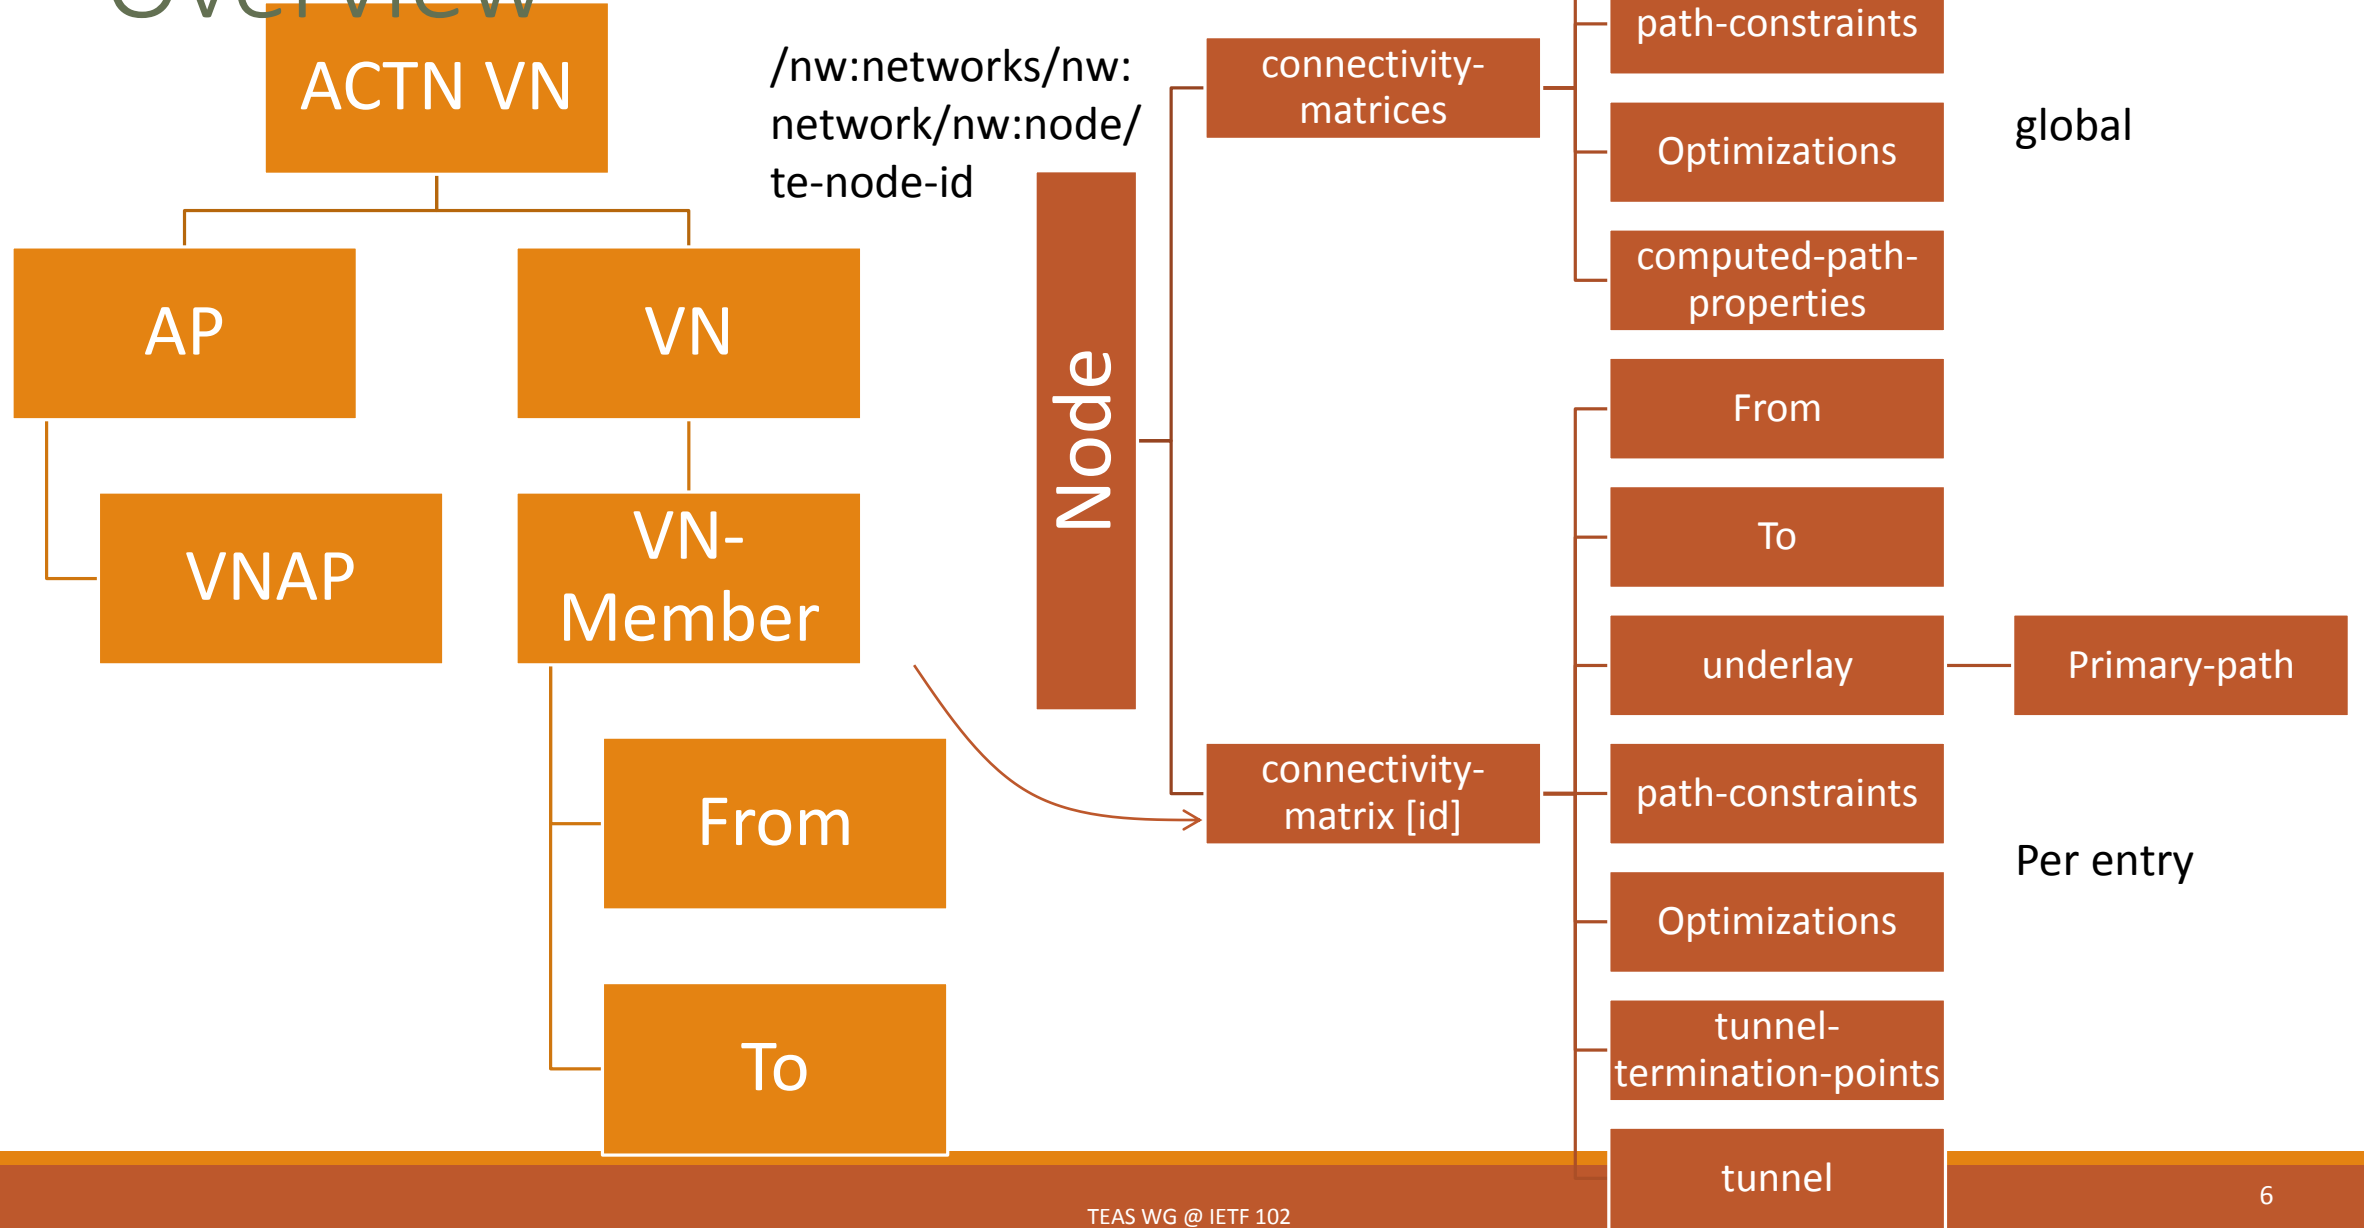 Overview
ACTN VN
AP
VN
VNAP
VN-
Member
From
To
/nw:networks/nw:
network/nw:node/
te-node-id
Node
connectivity-
matrices
path-constraints
Optimizations
computed-path-
properties
global
connectivity-
matrix [id]
From
To
underlay
Primary-path
path-constraints
Optimizations
tunnel-
termination-points
tunnel
Per entry
TEAS WG @ IETF 102
6